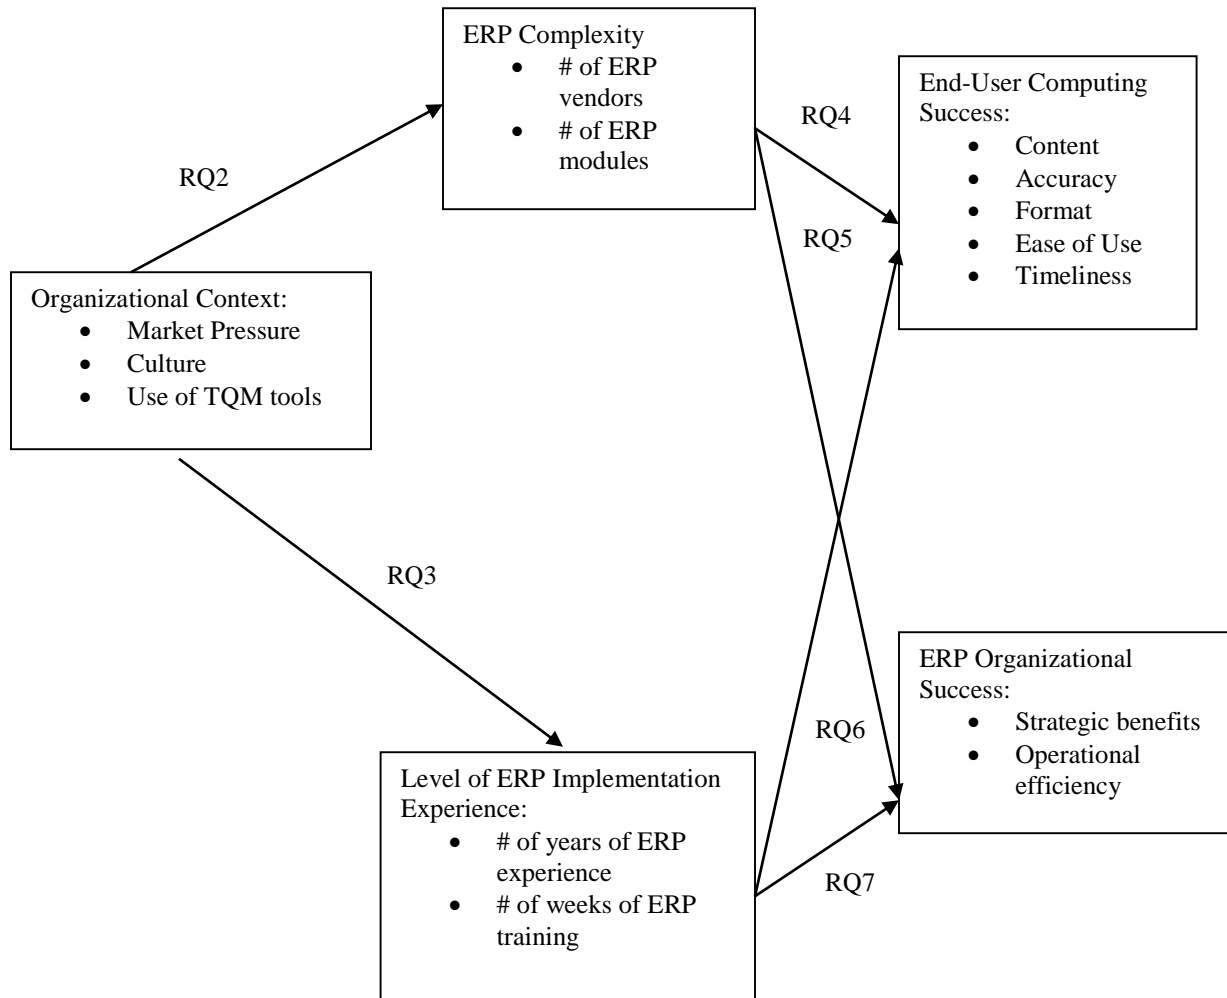 ERP Complexity
• # of ERP
vendors
• # of ERP
modules
End-User Computing
Success:
• Content
• Accuracy
• Format
• Ease of Use
• Timeliness
RQ4
RQ2
RQ5
Organizational Context:
• Market Pressure
• Culture
• Use of TQM tools
RQ3
ERP Organizational
Success:
• Strategic benefits
• Operational
efficiency
RQ6
Level of ERP Implementation
Experience:
• # of years of ERP
experience
• # of weeks of ERP
training
RQ7